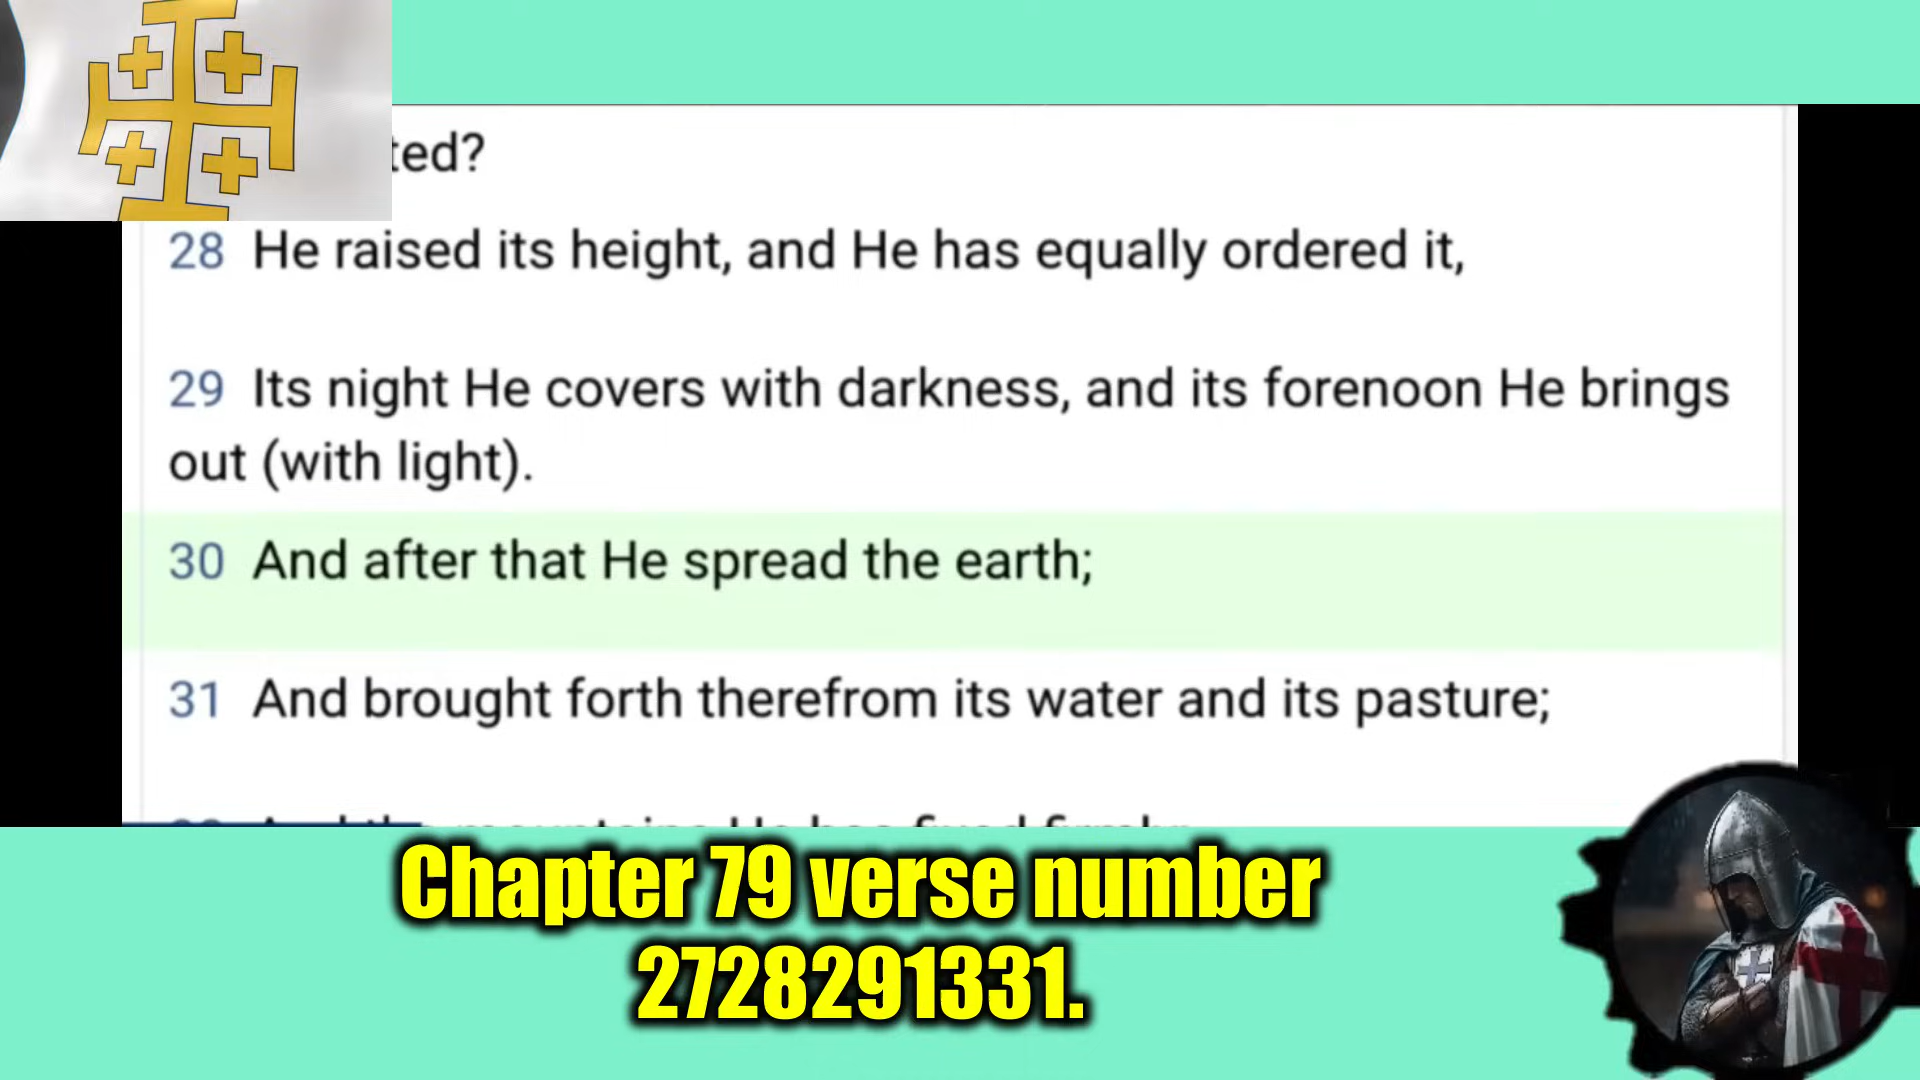 ted?
28 He raised its height, and He has equally ordered it,
29 Its night He covers with darkness, and its forenoon He brings
out (with light).
30 And after that He spread the earth;
31 And brought forth therefrom its water and its pasture;
Chapter 79 verse number
2728291331.